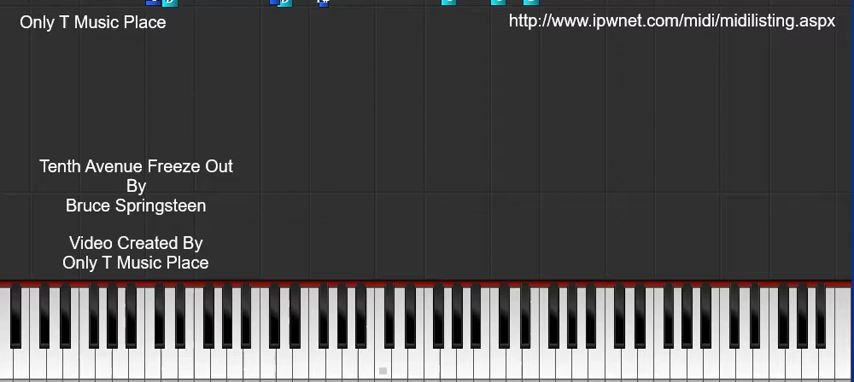 Only T Music Place
http://www.ipwnet.com/midi/midilisting.aspx
Tenth Avenue Freeze Out
By
Bruce Springsteen
Video Created By
Only T Music Place